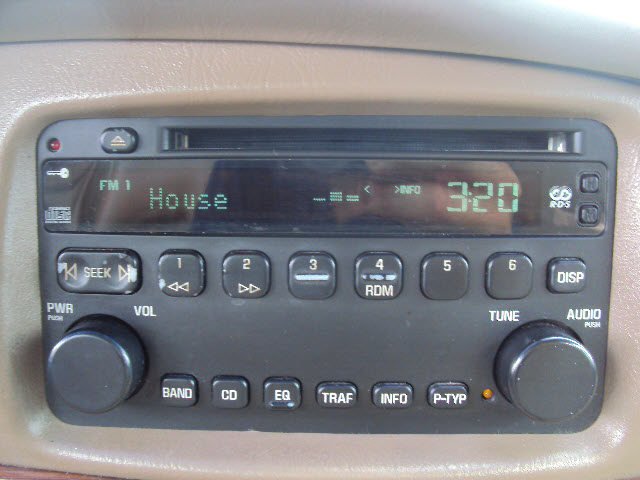 FM 1
House
< >INFO
3:20
R·D·S
H
M
SEEK
1
2
3
4
RDM
5
6
DISP
PWR
PUSH
VOL
TUNE
AUDIO
PUSH
BAND
CD
EQ
TRAF
INFO
P-TYP